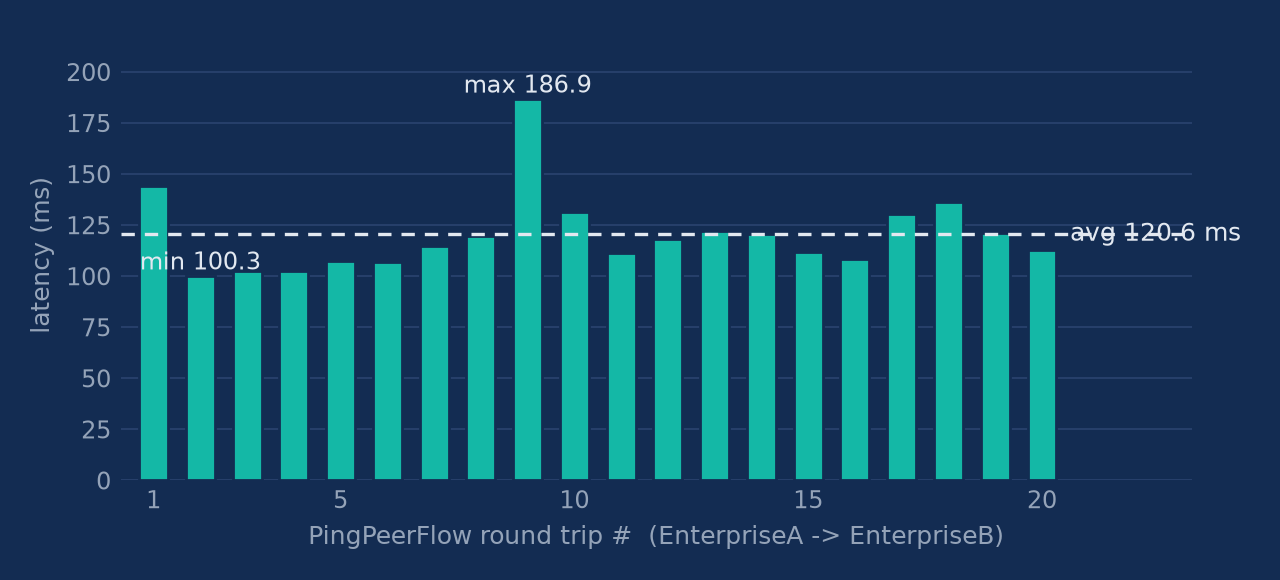 200
max 186.9
175
150
125
avg 120.6 ms
min 100.3
100
75
50
25
0
latency (ms)
1 5 10 15 20
PingPeerFlow round trip # (EnterpriseA -> EnterpriseB)